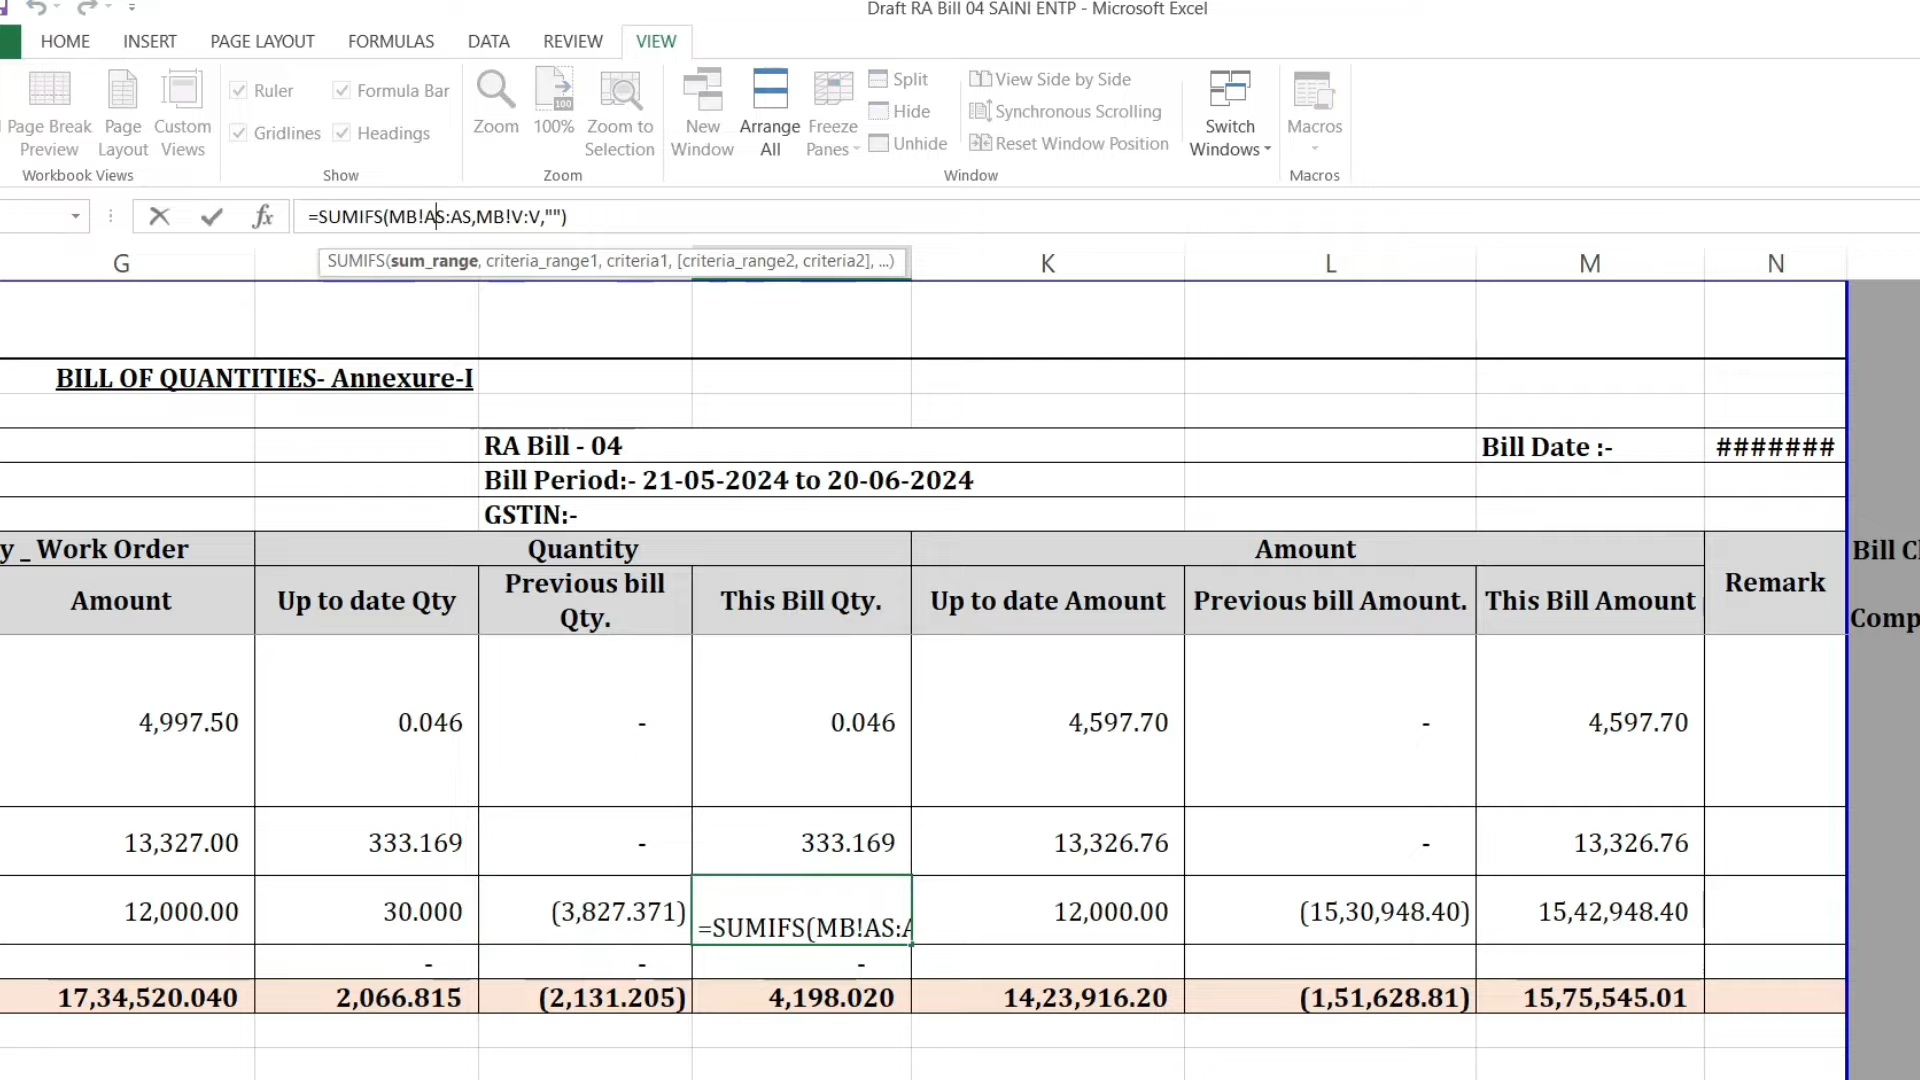 Draft RA Bill 04 SAINI ENTP - Microsoft Excel
HOME INSERT PAGE LAYOUT FORMULAS DATA REVIEW VIEW
Page Break Preview
Page Layout
Custom Views
Workbook Views
Ruler
Formula Bar
Gridlines
Headings
Show
Zoom
100
100%
Zoom to Selection
Zoom
New Window
Arrange All
Freeze Panes
Split
Hide
Unhide
View Side by Side
Synchronous Scrolling
Reset Window Position
Window
Switch Windows
Macros
Macros
fx =SUMIFS(MB!AS:AS,MB!V:V,"")
SUMIFS(sum_range, criteria_range1, criteria1, [criteria_range2, criteria2], ...)
G K L M N
BILL OF QUANTITIES- Annexure-I
RA Bill - 04 Bill Date :- #######
Bill Period:- 21-05-2024 to 20-06-2024
GSTIN:-
y _ Work Order Quantity Amount Remark Bill
Amount Up to date Qty Previous bill Qty. This Bill Qty. Up to date Amount Previous bill Amount. This Bill Amount Comp
4,997.50 0.046 - 0.046 4,597.70 - 4,597.70
13,327.00 333.169 - 333.169 13,326.76 - 13,326.76
12,000.00 30.000 (3,827.371) =SUMIFS(MB!AS:A 12,000.00 (15,30,948.40) 15,42,948.40
- - -
17,34,520.040 2,066.815 (2,131.205) 4,198.020 14,23,916.20 (1,51,628.81) 15,75,545.01